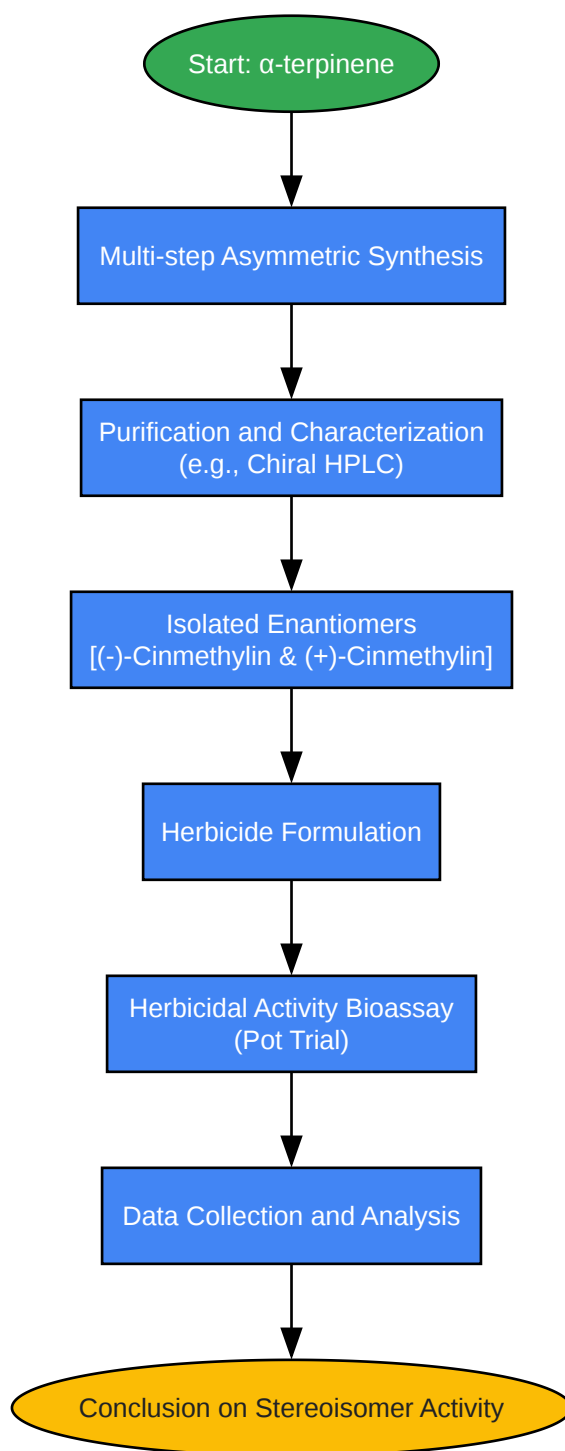 Start: α-terpinene
Multi-step Asymmetric Synthesis
Purification and Characterization
(e.g., Chiral HPLC)
Isolated Enantiomers
[(-)-Cinmethylin & (+)-Cinmethylin]
Herbicide Formulation
Herbicidal Activity Bioassay
(Pot Trial)
Data Collection and Analysis
Conclusion on Stereoisomer Activity